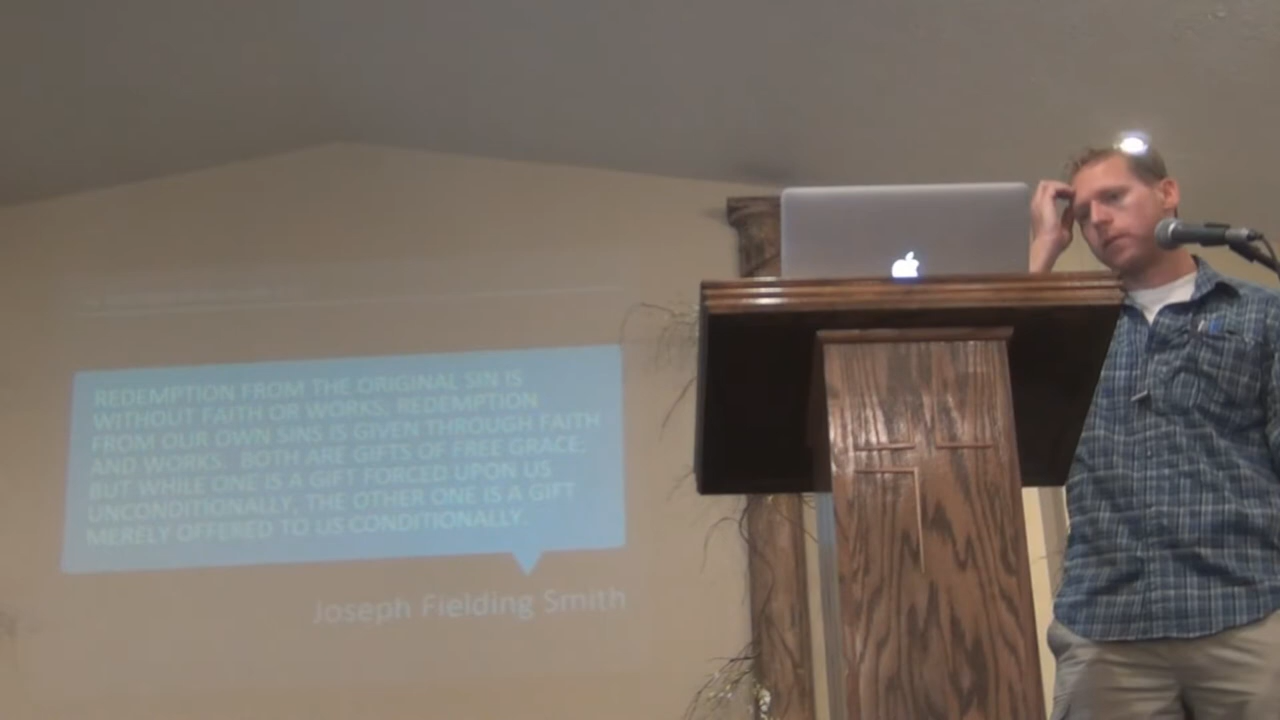 REDEMPTION FROM THE ORIGINAL SIN IS
WITHOUT FAITH OR WORKS; REDEMPTION
FROM OUR OWN SINS IS GIVEN THROUGH FAITH
AND WORKS. BOTH ARE GIFTS OF FREE GRACE;
BUT WHILE ONE IS A GIFT FORCED UPON US
UNCONDITIONALLY, THE OTHER ONE IS A GIFT
MERELY OFFERED TO US CONDITIONALLY.
Joseph Fielding Smith